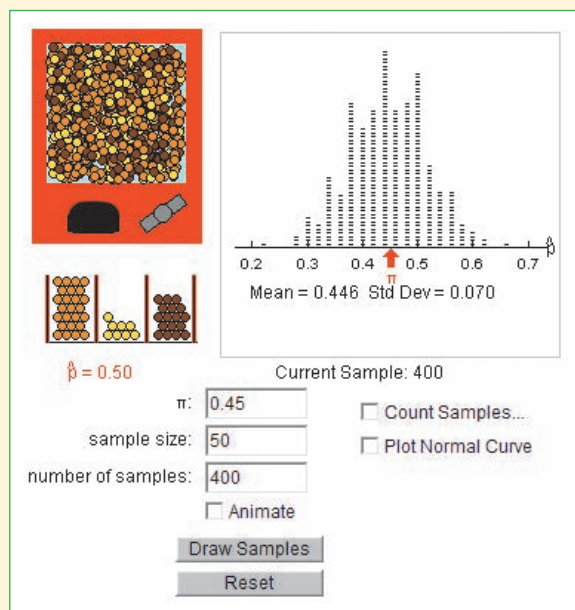 p̂
0.2 0.3 0.4 0.5 0.6 0.7
π
Mean = 0.446 Std Dev = 0.070
p̂ = 0.50
Current Sample: 400
π: 0.45
Count Samples...
sample size: 50
Plot Normal Curve
number of samples: 400
Animate
Draw Samples
Reset